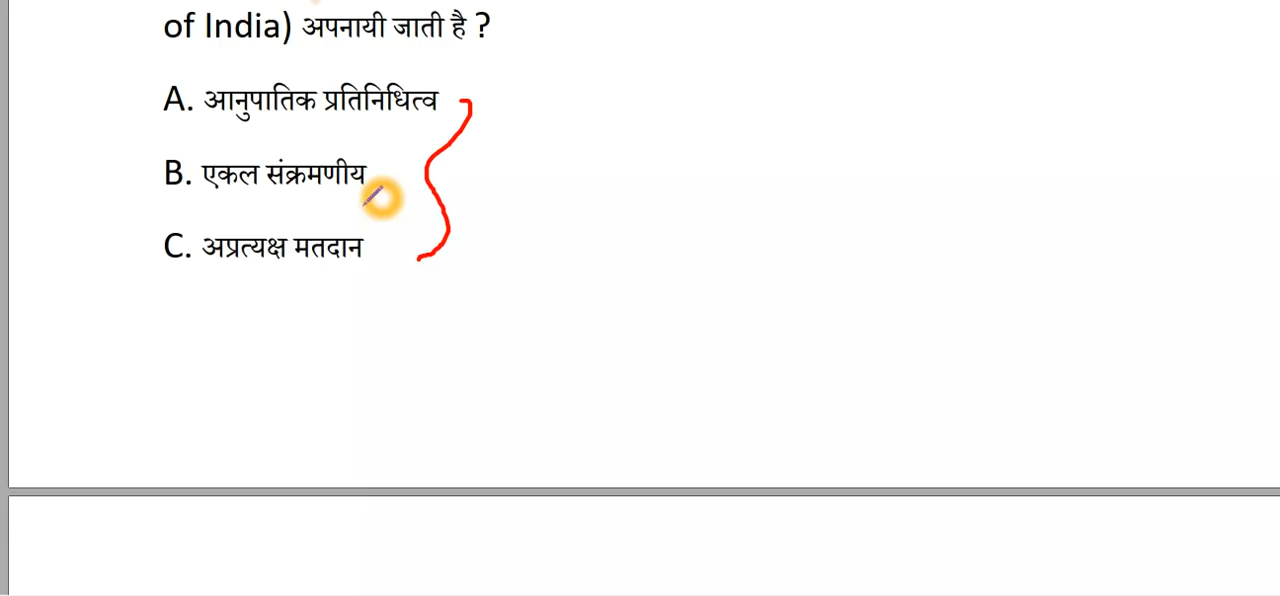 of India) अपनायी जाती है ?
A. आनुपातिक प्रतिनिधित्व
B. एकल संक्रमणीय
C. अप्रत्यक्ष मतदान